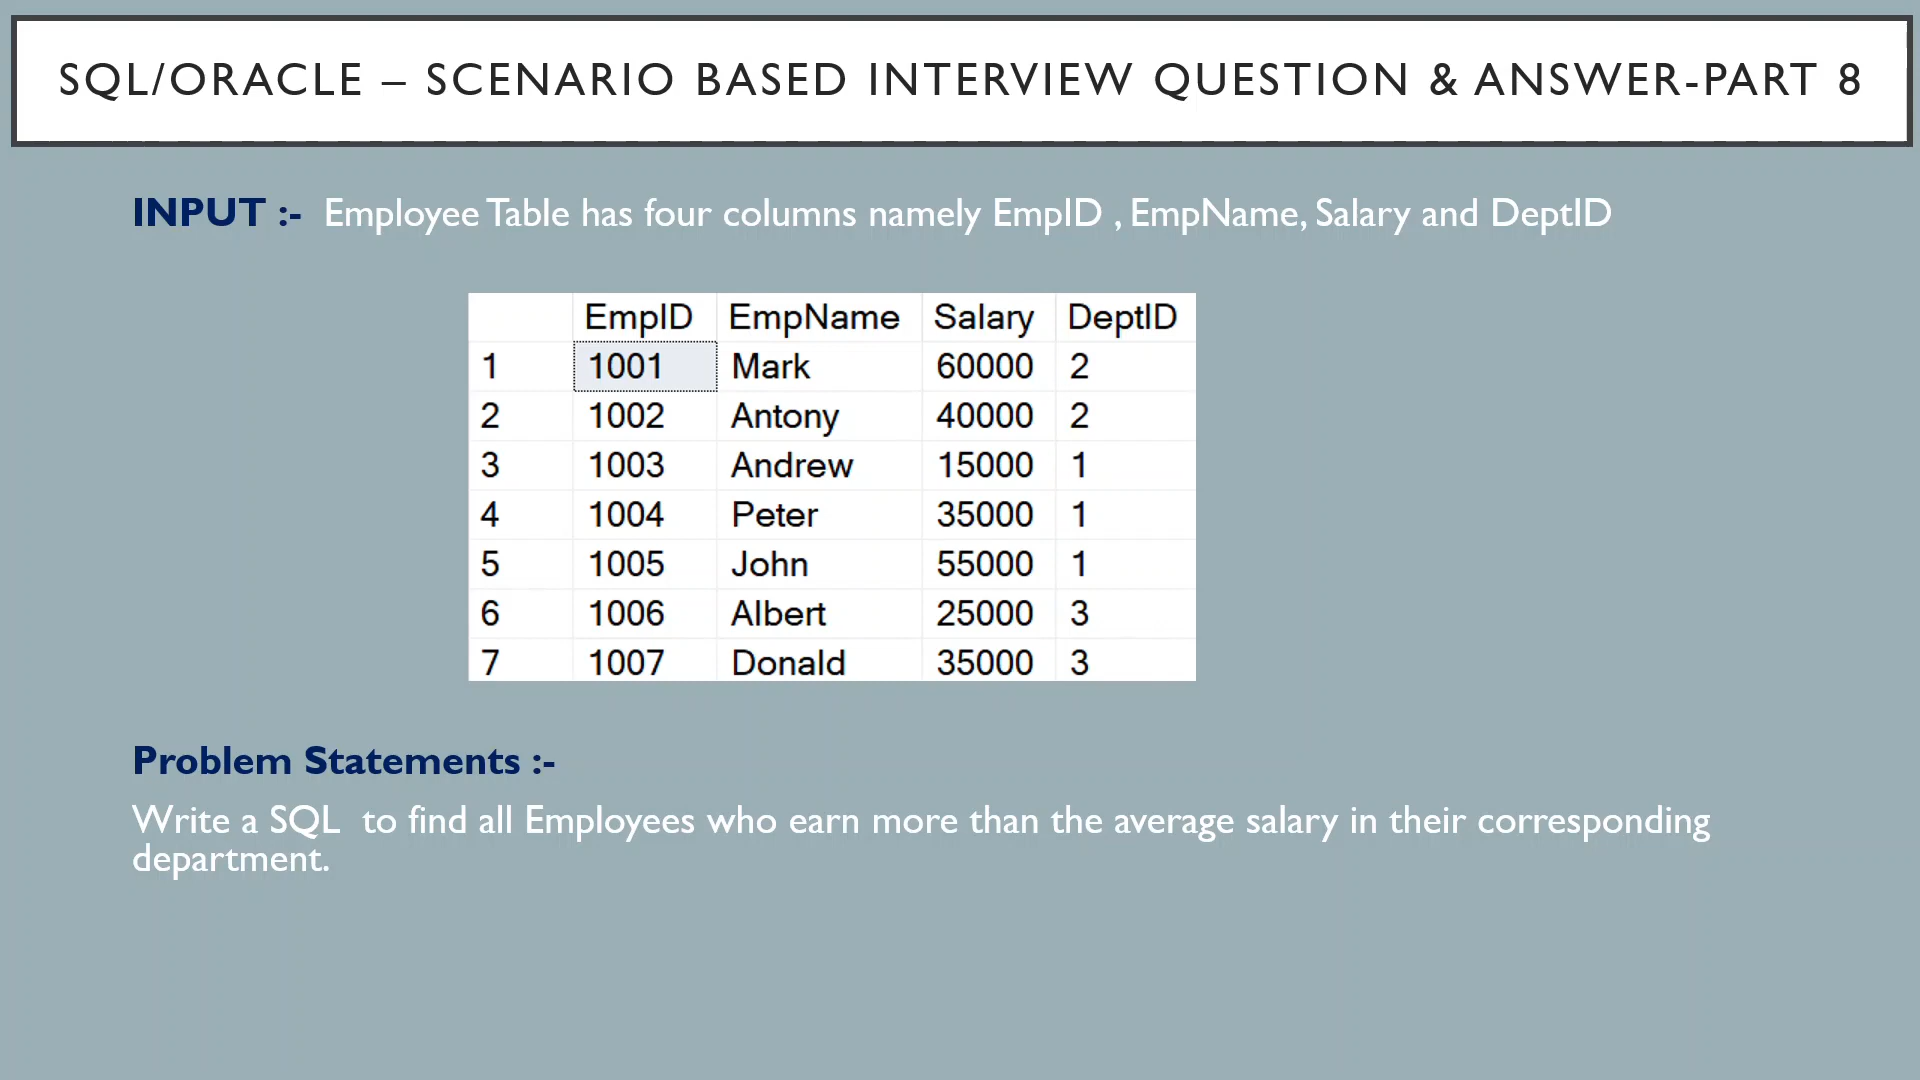 SQL/ORACLE – SCENARIO BASED INTERVIEW QUESTION & ANSWER-PART 8
INPUT :- Employee Table has four columns namely EmpID , EmpName, Salary and DeptID
EmpID EmpName Salary DeptID
1 1001 Mark 60000 2
2 1002 Antony 40000 2
3 1003 Andrew 15000 1
4 1004 Peter 35000 1
5 1005 John 55000 1
6 1006 Albert 25000 3
7 1007 Donald 35000 3
Problem Statements :-
Write a SQL to find all Employees who earn more than the average salary in their corresponding
department.